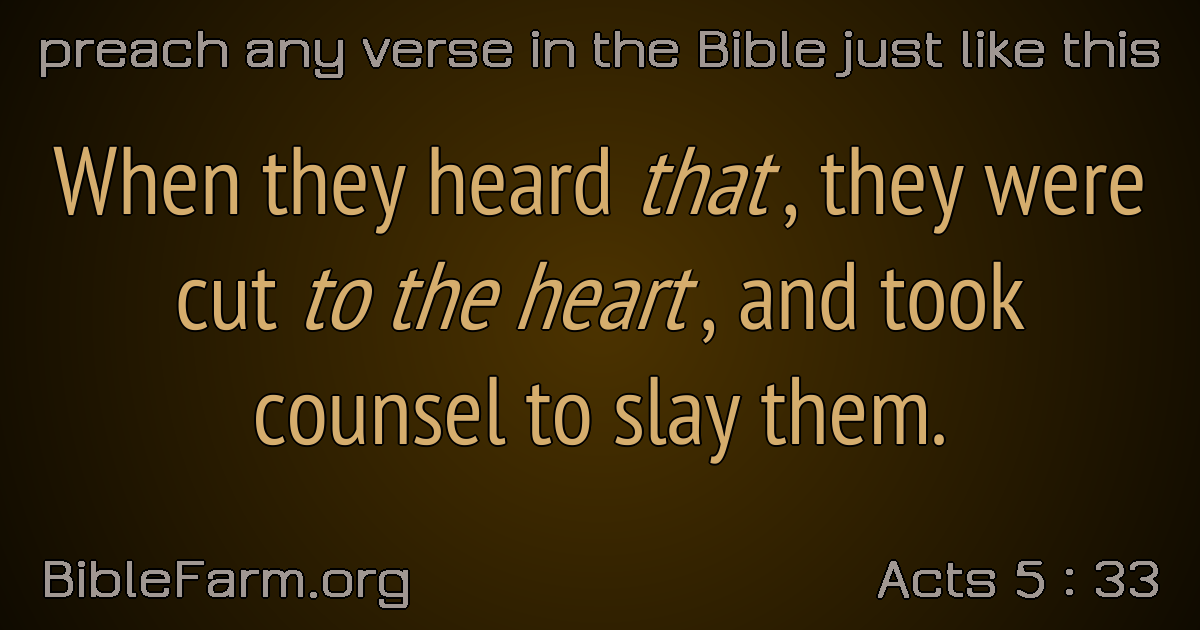 preach any verse in the Bible just like this
When they heard that , they were
cut to the heart , and took
counsel to slay them.
BibleFarm.org
Acts 5 : 33